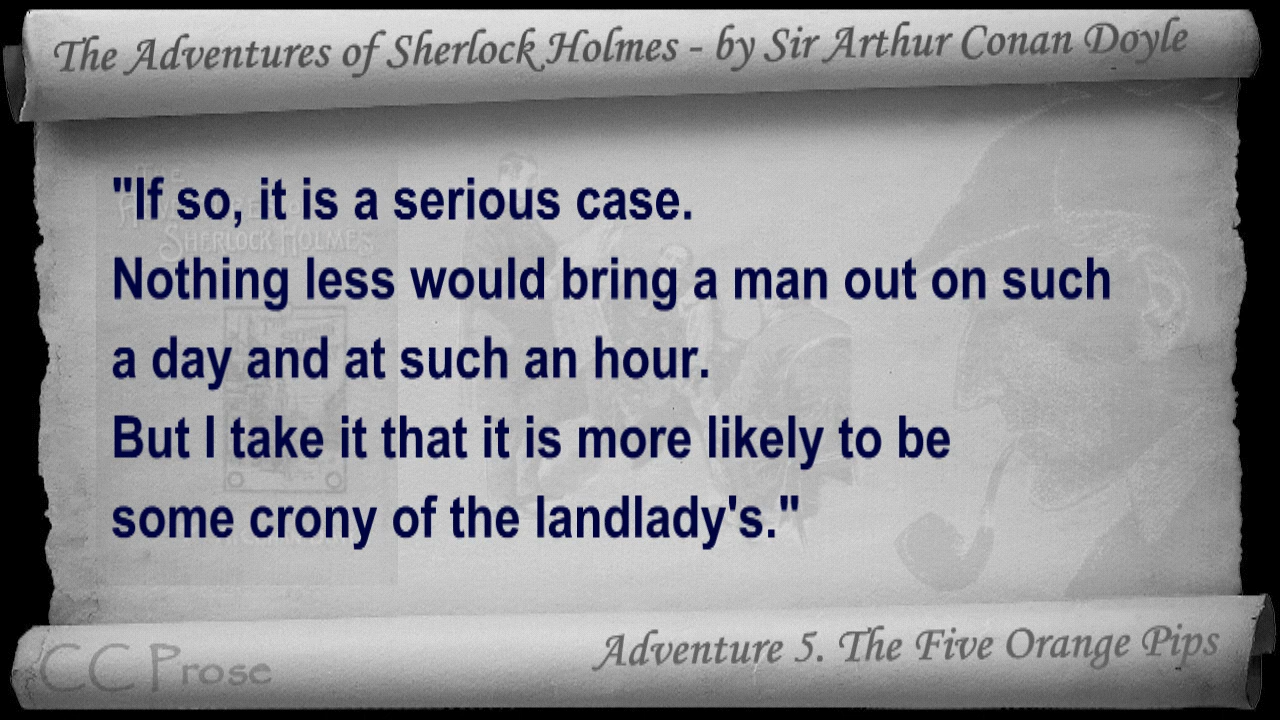 The Adventures of Sherlock Holmes - by Sir Arthur Conan Doyle
"If so, it is a serious case.
Nothing less would bring a man out on such
a day and at such an hour.
But I take it that it is more likely to be
some crony of the landlady's."
SHERLOCK HOLMES
CC Prose
Adventure 5. The Five Orange Pips